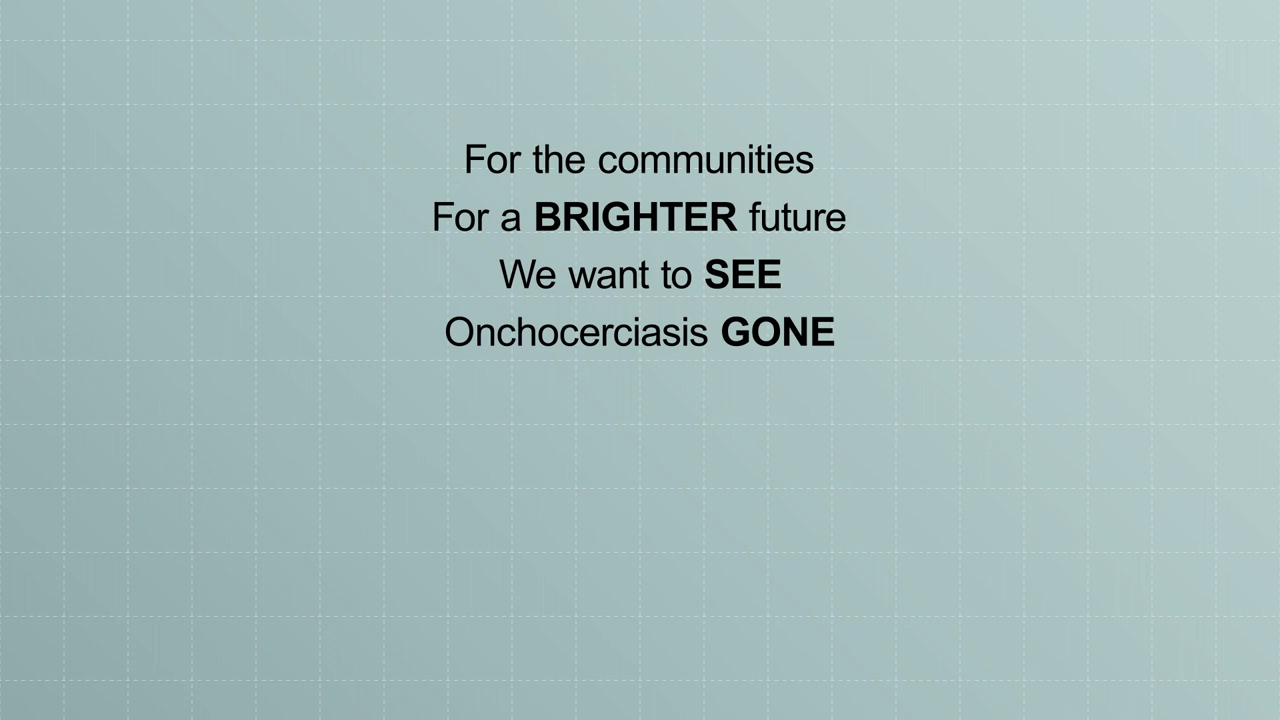 For the communities
For a BRIGHTER future
We want to SEE
Onchocerciasis GONE